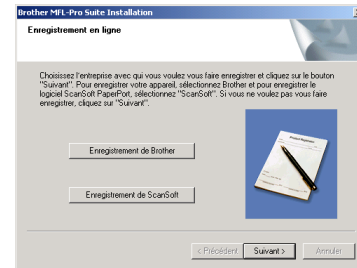 Brother MFL-Pro Suite Installation
Enregistrement en ligne
Choisissez l'entreprise avec qui vous voulez vous faire enregistrer et cliquez sur le bouton
"Suivant". Pour enregistrer votre appareil, sélectionnez Brother et pour enregistrer le
logiciel ScanSoft PaperPort, sélectionnez "ScanSoft". Si vous ne voulez pas vous faire
enregistrer, cliquez sur "Suivant".
Enregistrement de Brother
Enregistrement de ScanSoft
< Précédent
Suivant >
Annuler